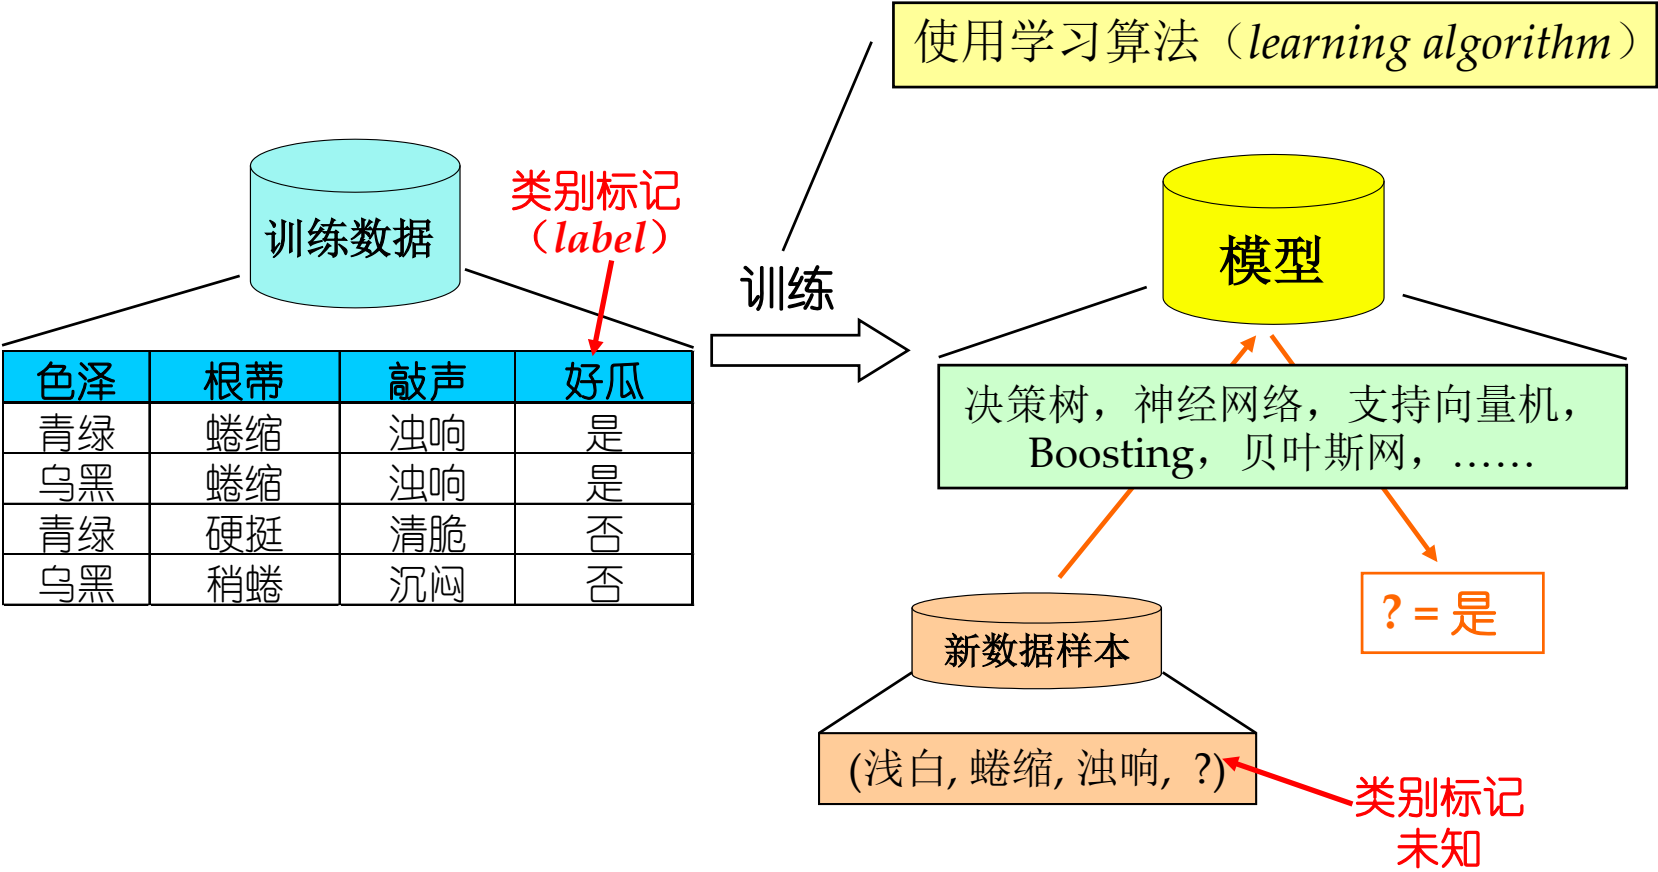 使用学习算法（learning algorithm）
训练数据
类别标记
（label）
训练
模型
色泽 根蒂 敲声 好瓜
青绿 蜷缩 浊响 是
乌黑 蜷缩 浊响 是
青绿 硬挺 清脆 否
乌黑 稍蜷 沉闷 否
决策树，神经网络，支持向量机，
Boosting，贝叶斯网，……
? = 是
新数据样本
(浅白, 蜷缩, 浊响, ?)
类别标记
未知